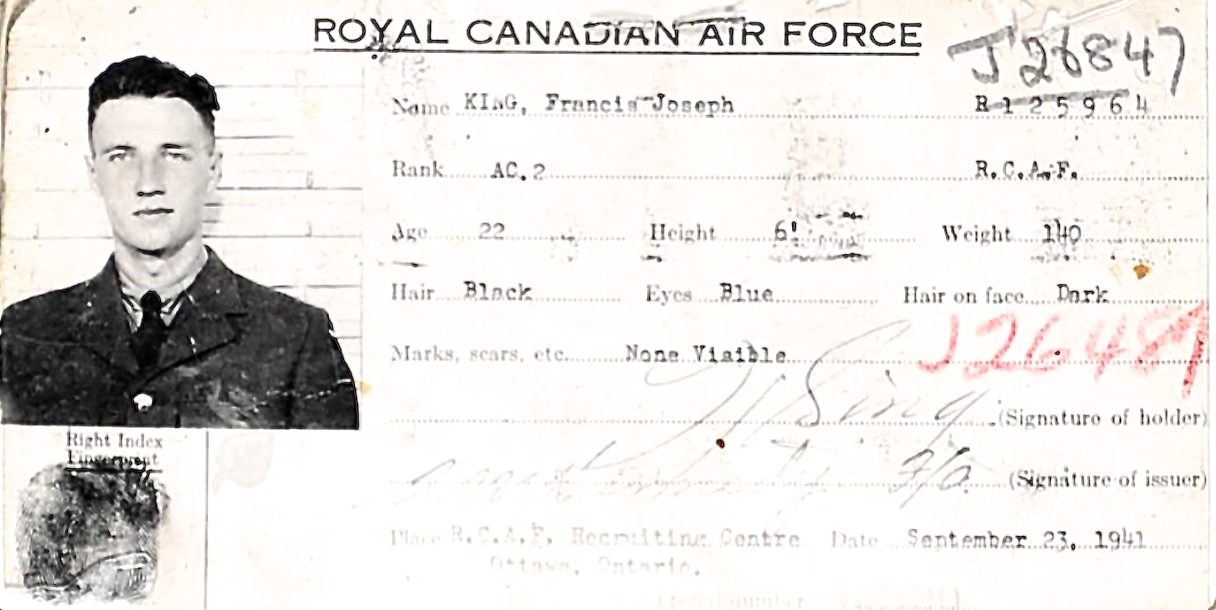 ROYAL CANADIAN AIR FORCE
J26847
Name KING, Francis Joseph R125964
Rank AC.2 R.C.A.F.
Age 22 Height 6' Weight 140
Hair Black Eyes Blue Hair on face Dark
Marks, scars, etc. None Visible J26487
King (Signature of holder)
F/O (Signature of issuer)
Right Index
Fingerprint
Place R.C.A.F. Recruiting Centre Date September 23, 1941
Ottawa, Ontario.
number